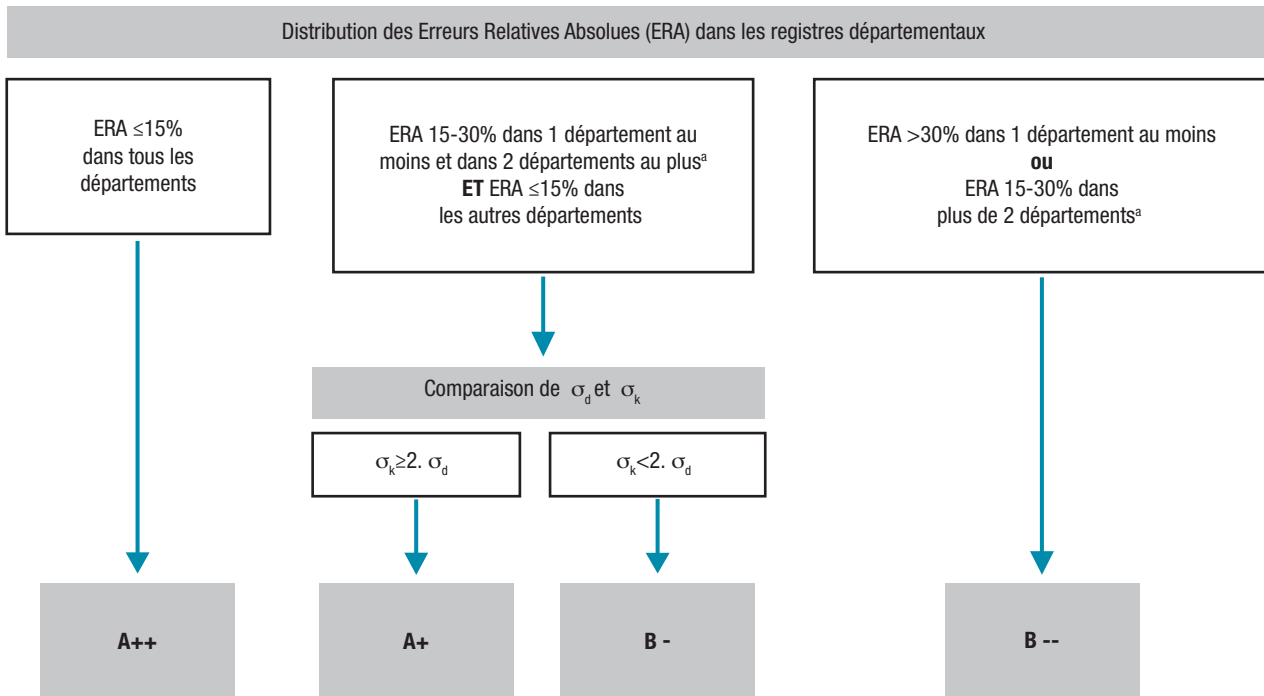 Distribution des Erreurs Relatives Absolues (ERA) dans les registres départementaux
ERA ≤15%
dans tous les
départements
ERA 15-30% dans 1 département au
moins et dans 2 départements au plusᵃ
ET ERA ≤15% dans
les autres départements
ERA >30% dans 1 département au moins
ou
ERA 15-30% dans
plus de 2 départementsᵃ
Comparaison de σd et σk
σk≥2. σd
σk<2. σd
A++
A+
B -
B --